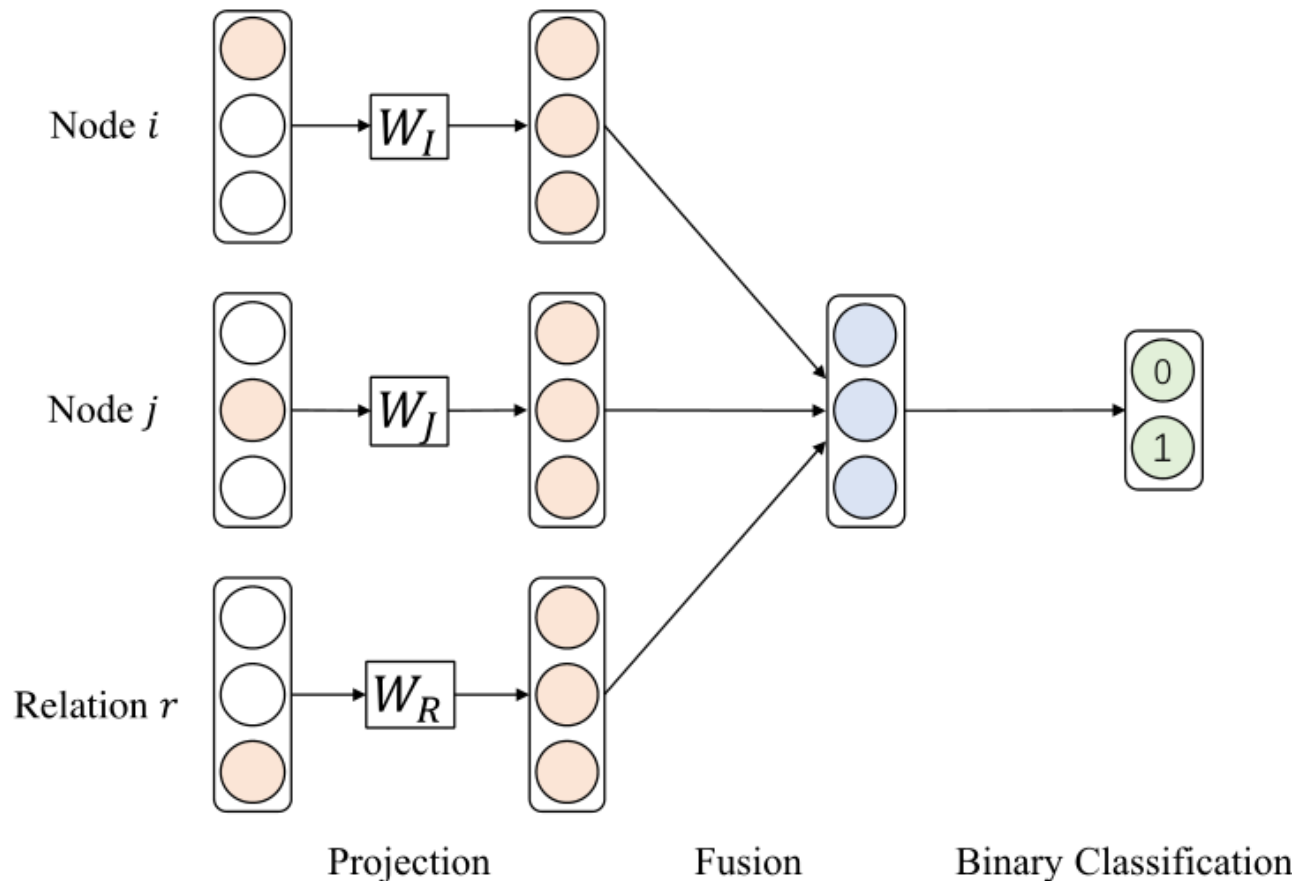 Node i
W_I
Node j
W_J
0
1
Relation r
W_R
Projection
Fusion
Binary Classification